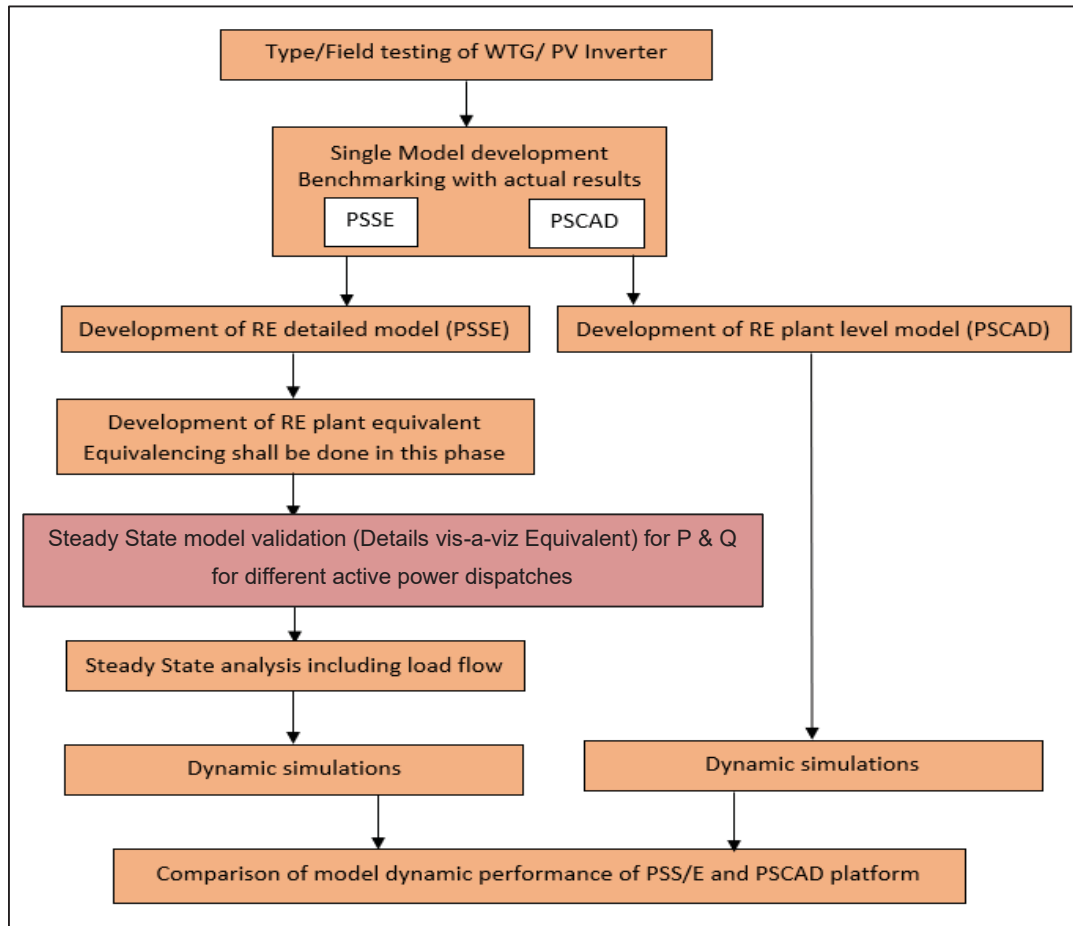 Type/Field testing of WTG/ PV Inverter
Single Model development
Benchmarking with actual results
PSSE
PSCAD
Development of RE detailed model (PSSE)
Development of RE plant level model (PSCAD)
Development of RE plant equivalent
Equivalencing shall be done in this phase
Steady State model validation (Details vis-a-viz Equivalent) for P & Q
for different active power dispatches
Steady State analysis including load flow
Dynamic simulations
Dynamic simulations
Comparison of model dynamic performance of PSS/E and PSCAD platform